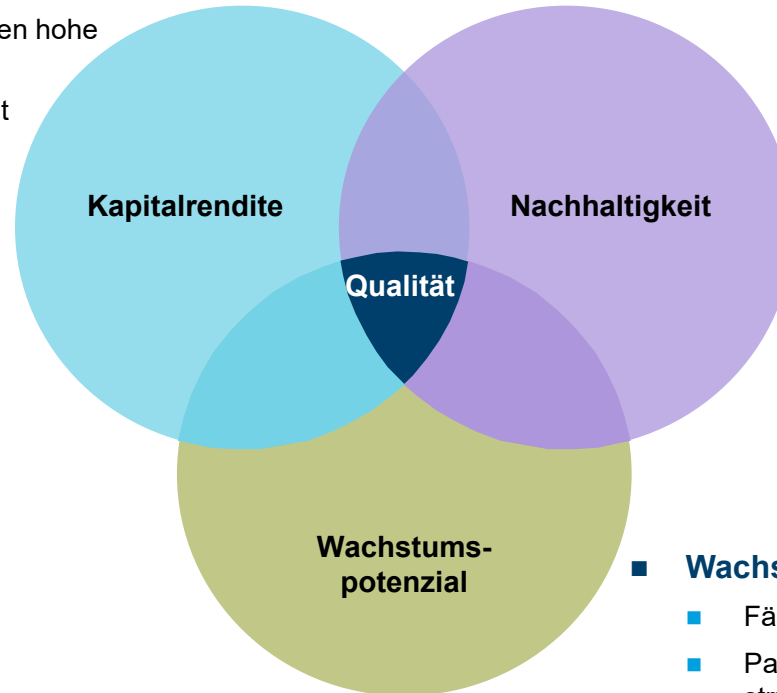 en hohe
t
Kapitalrendite
Nachhaltigkeit
Qualität
Wachstums-
potenzial
Wachs
Fä
Pa